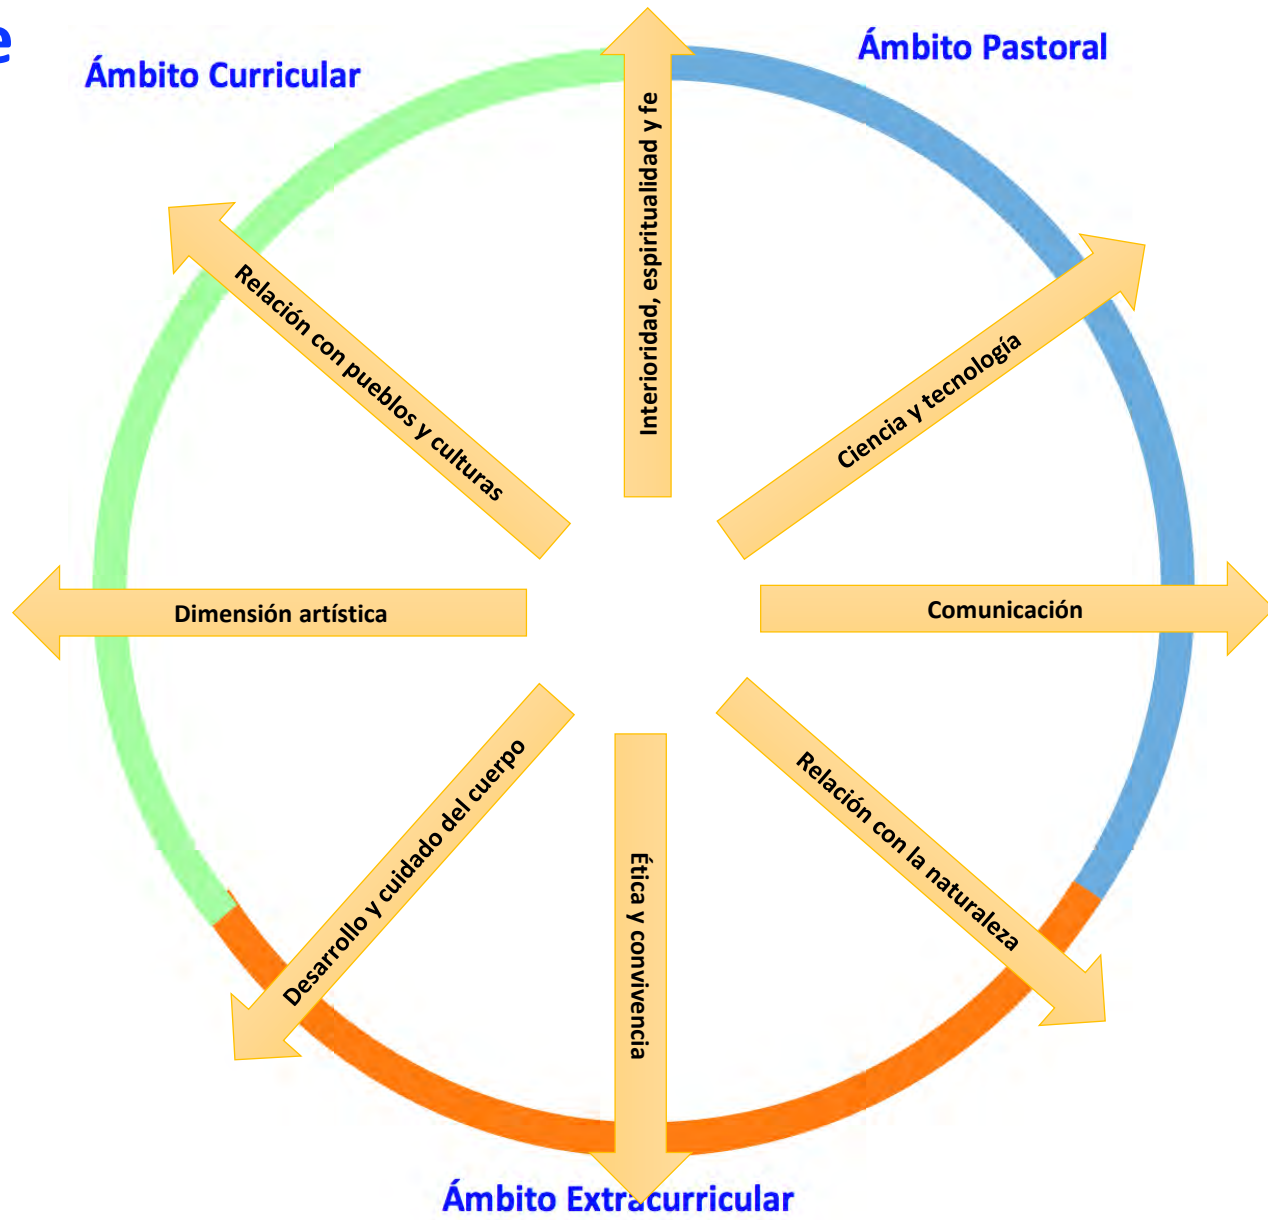 e
Ámbito Pastoral
Ámbito Curricular
Interioridad, espiritualidad y fe
Relación con pueblos y culturas
Ciencia y tecnología
Dimensión artística
Comunicación
Desarrollo y cuidado del cuerpo
Ética y convivencia
Relación con la naturaleza
Ámbito Extracurricular